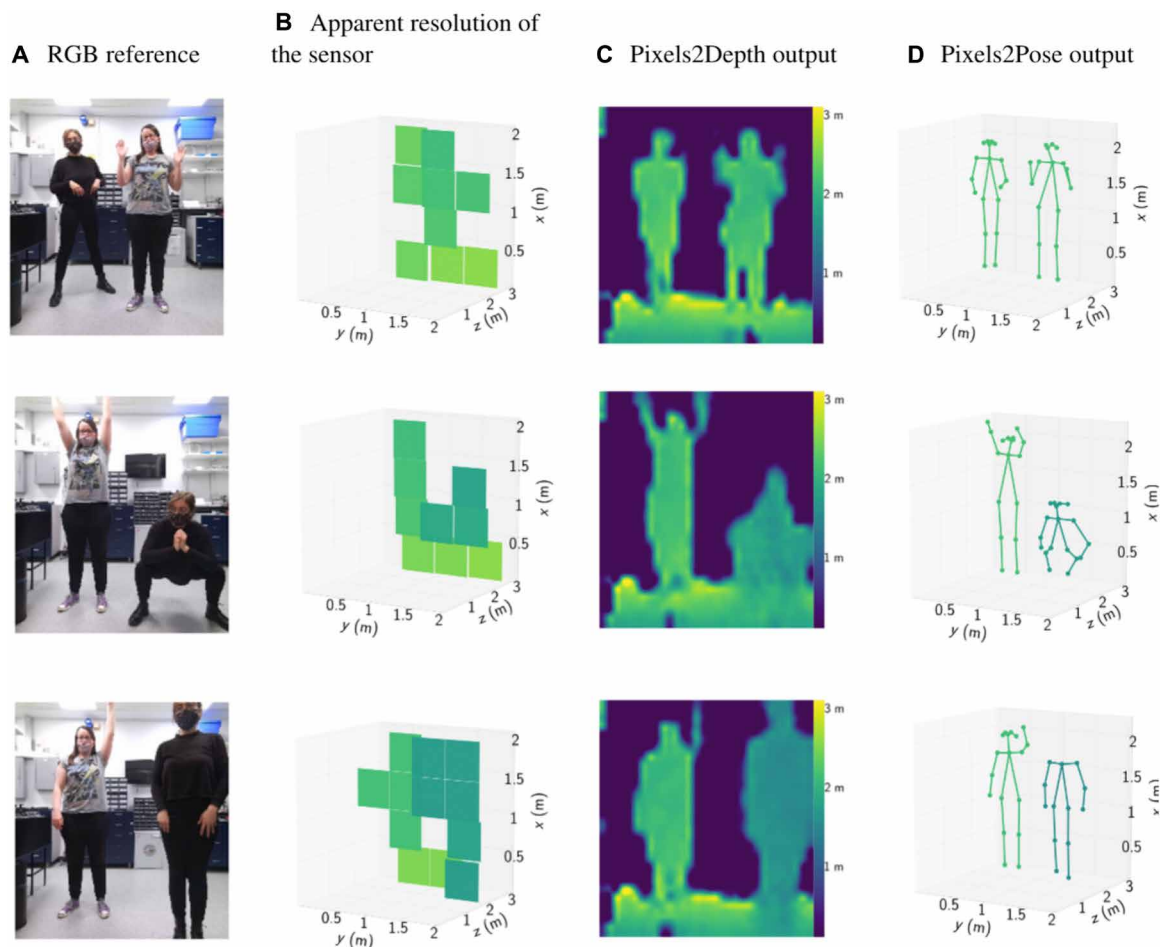 A RGB reference
B Apparent resolution of
the sensor
C Pixels2Depth output
D Pixels2Pose output
2
1.5
1
0.5
x (m)
0.5
1
1.5
2
y (m)
1
2
3
z (m)
3 m
2 m
1 m
2
1.5
1
0.5
x (m)
0.5
1
1.5
2
y (m)
1
2
3
z (m)
2
1.5
1
0.5
x (m)
0.5
1
1.5
2
y (m)
1
2
3
z (m)
3 m
2 m
1 m
2
1.5
1
0.5
x (m)
0.5
1
1.5
2
y (m)
1
2
3
z (m)
2
1.5
1
0.5
x (m)
0.5
1
1.5
2
y (m)
1
2
3
z (m)
3 m
2 m
1 m
2
1.5
1
0.5
x (m)
0.5
1
1.5
2
y (m)
1
2
3
z (m)